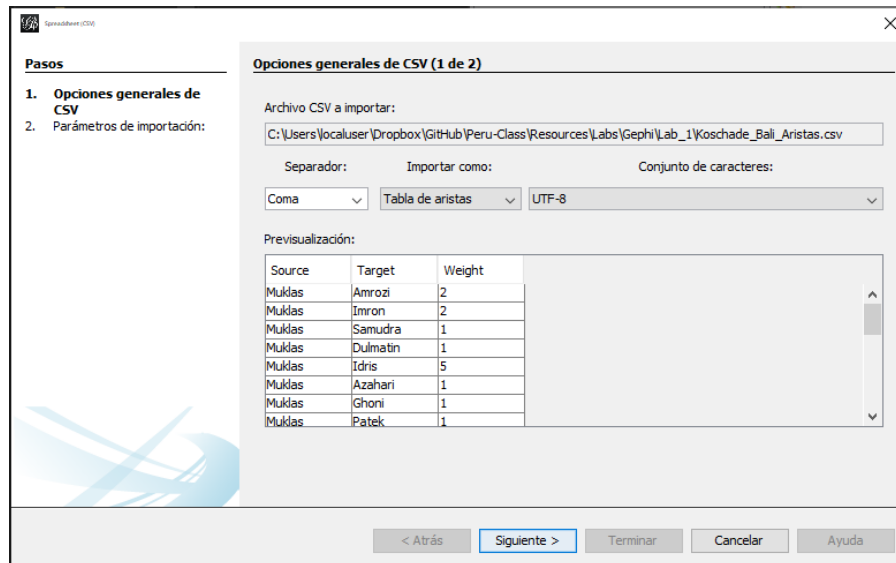 Spreadsheet (CSV)
Pasos
1. Opciones generales de
CSV
2. Parámetros de importación:
Opciones generales de CSV (1 de 2)
Archivo CSV a importar:
C:\Users\localuser\Dropbox\GitHub\Peru-Class\Resources\Labs\Gephi\Lab_1\Koschade_Bali_Aristas.csv
Separador: Importar como: Conjunto de caracteres:
Coma Tabla de aristas UTF-8
Previsualización:
Source Target Weight
Muklas Amrozi 2
Muklas Imron 2
Muklas Samudra 1
Muklas Dulmatin 1
Muklas Idris 5
Muklas Azahari 1
Muklas Ghoni 1
Muklas Patek 1
< Atrás Siguiente > Terminar Cancelar Ayuda